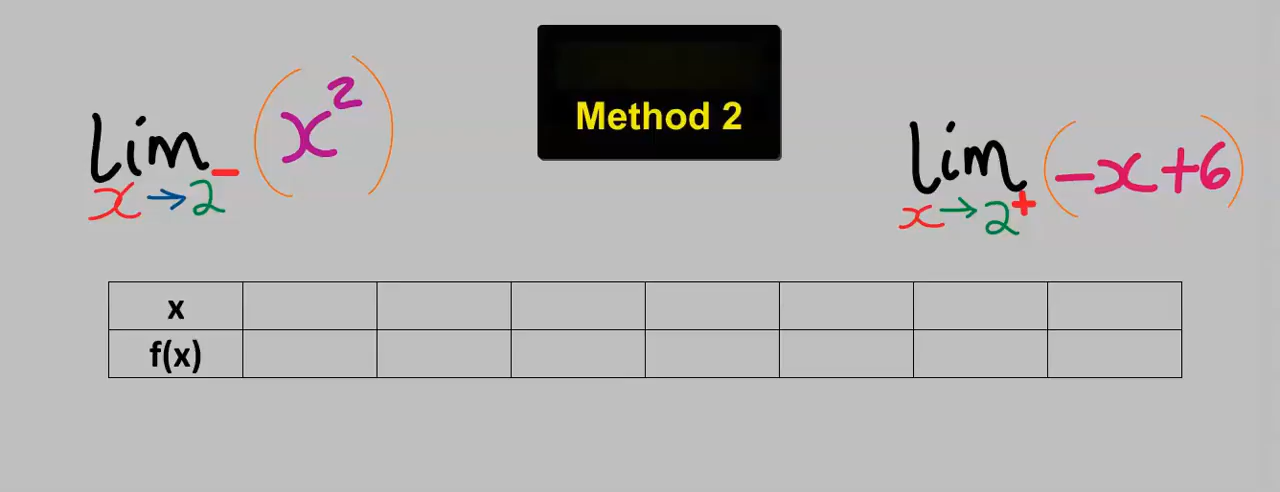 Method 2
lim x→2⁻ (x²)
lim x→2⁺ (-x+6)
x
f(x)